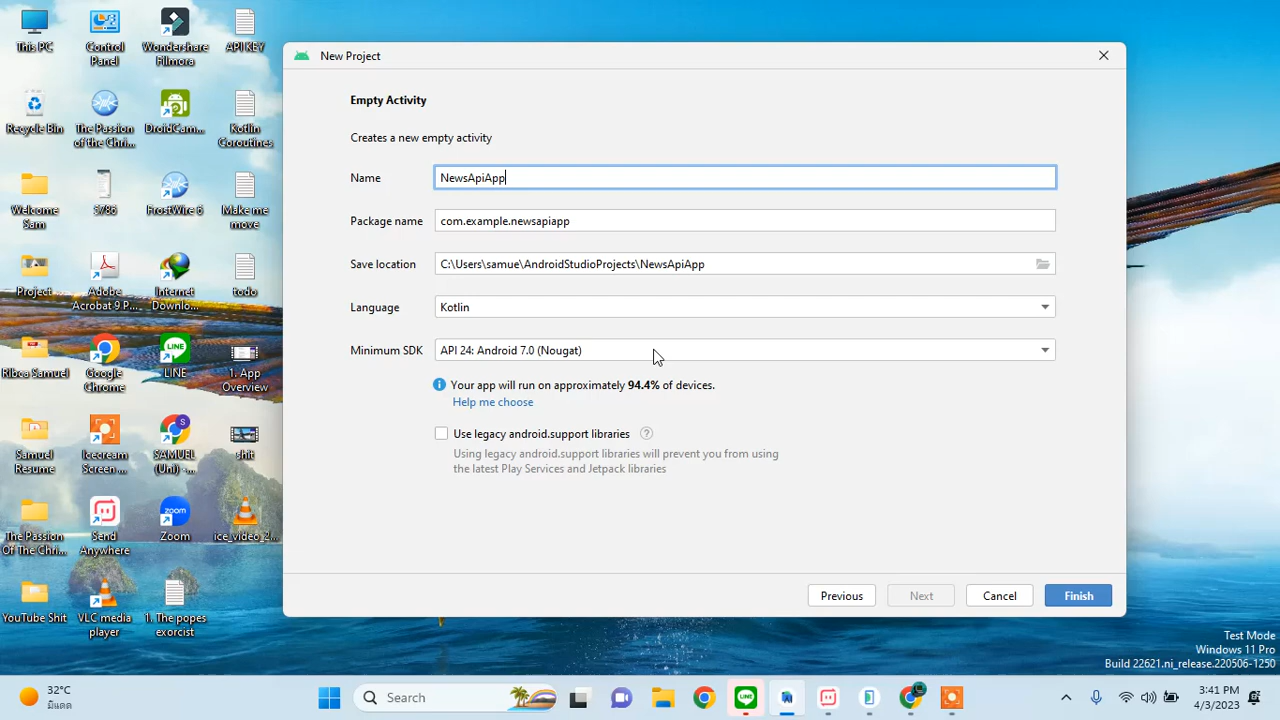 This PC
Control
Panel
Wondershare
Filmora
API KEY
Recycle Bin
The Passion
of the Chri...
DroidCam...
Kotlin
Coroutines
Welcome
Sam
5786
FrostWire 6
Make me
move
Project...
Adobe
Acrobat 9 P...
Internet
Downlo...
todo
Ribca Samuel
Google
Chrome
LINE
1. App
Overview
Samuel
Resume
Icecream
Screen ...
SAMUEL
(Uni) -...
shit
The Passion
Of The Chri...
Send
Anywhere
Zoom
zoom
ice_video_2...
YouTube Shit
VLC media
player
1. The popes
exorcist
New Project
Empty Activity
Creates a new empty activity
Name
NewsApiApp
Package name
com.example.newsapiapp
Save location
C:\Users\samue\AndroidStudioProjects\NewsApiApp
Language
Kotlin
Minimum SDK
API 24: Android 7.0 (Nougat)
Your app will run on approximately 94.4% of devices.
Help me choose
Use legacy android.support libraries
Using legacy android.support libraries will prevent you from using
the latest Play Services and Jetpack libraries
Previous
Next
Cancel
Finish
Test Mode
Windows 11 Pro
Build 22621.ni_release.220506-1250
32°C
มีแดด
Search
3:41 PM
4/3/2023